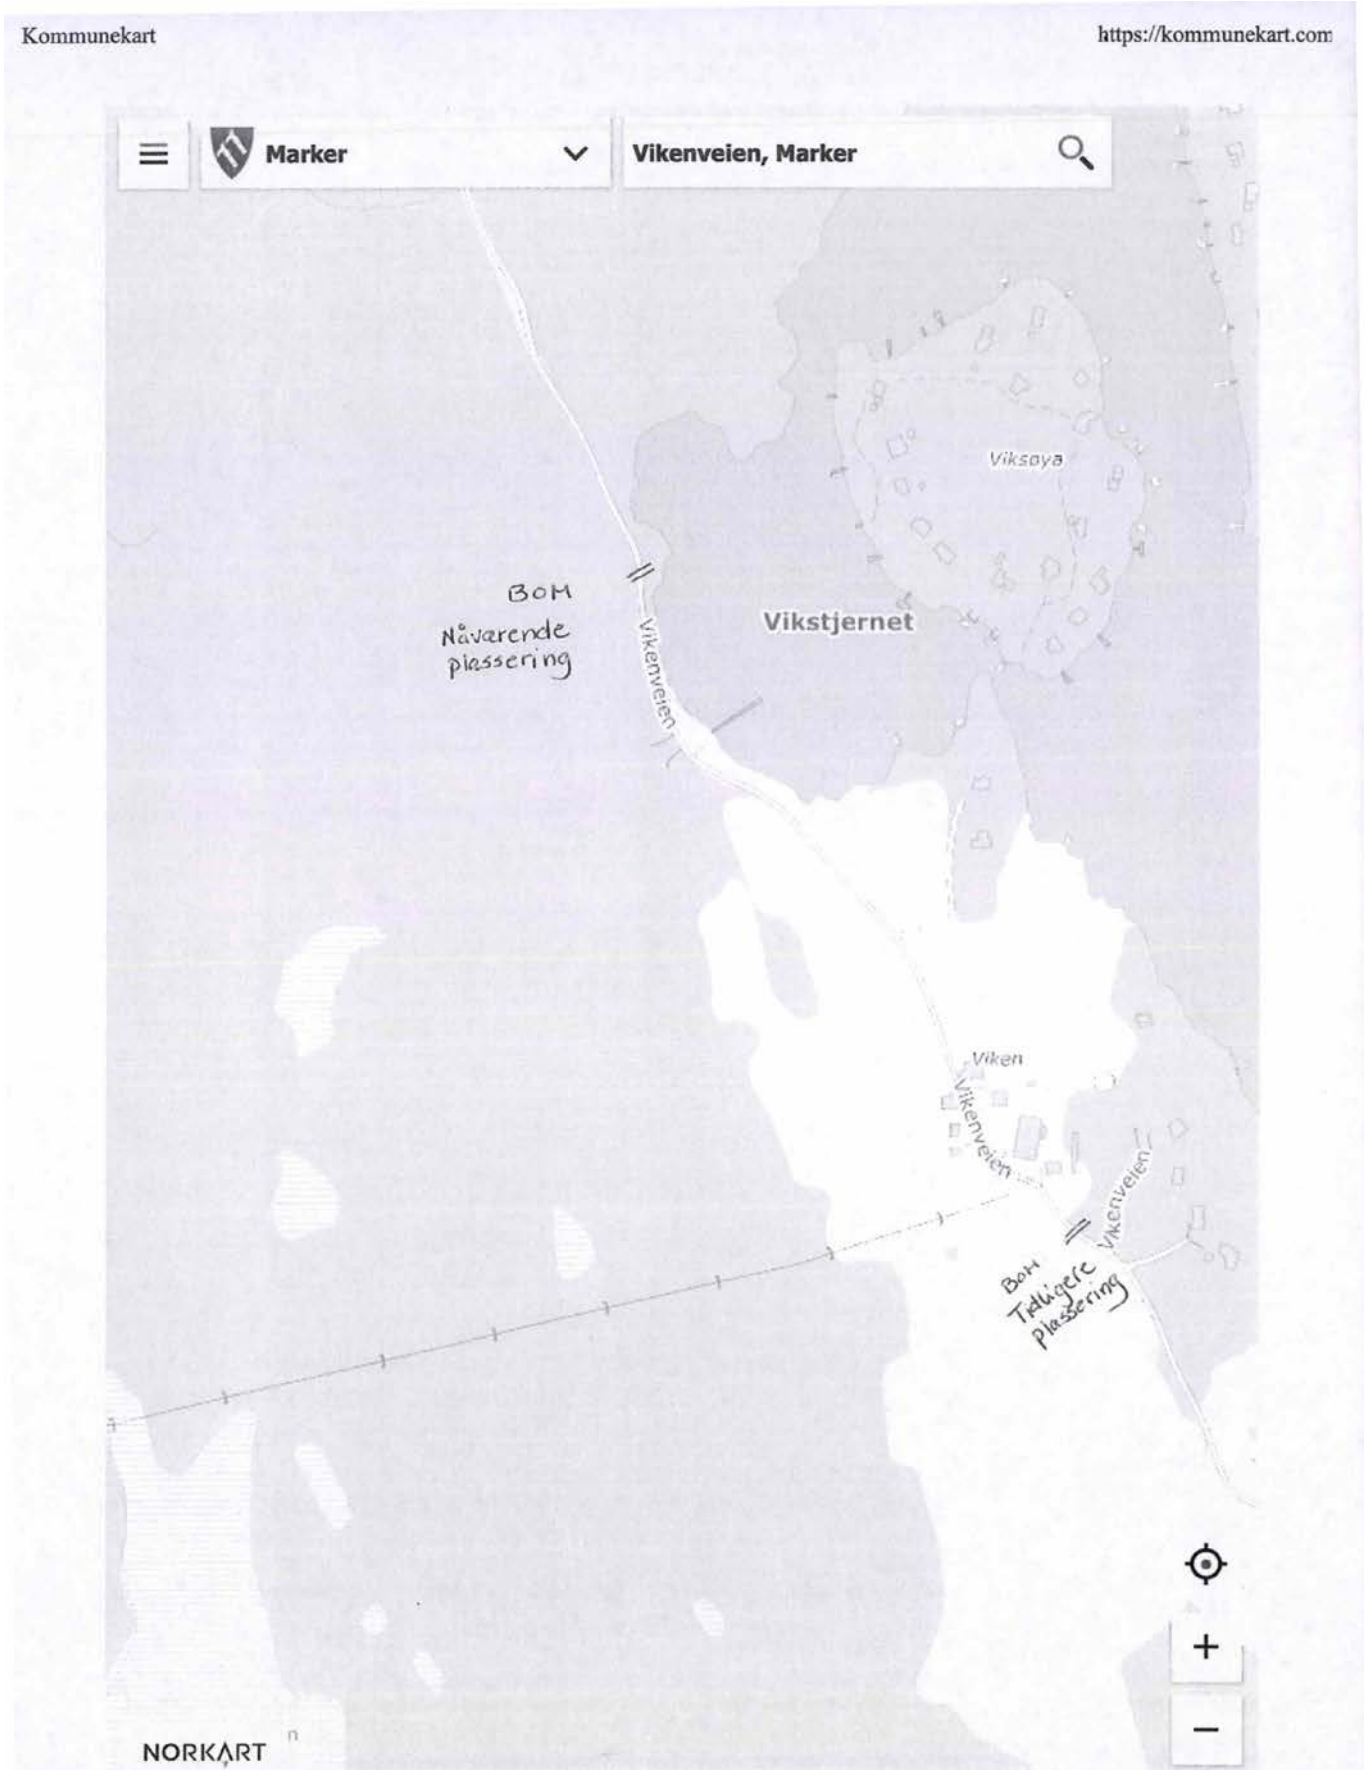 Kommunekart
https://kommunekart.com
Marker
Vikenveien, Marker
Viksøya
BOM
Nåværende
plassering
Vikenveien
Vikstjernet
Viken
Vikenveien
Vikenveien
BOM
Tidligere
plassering
n
NORKART